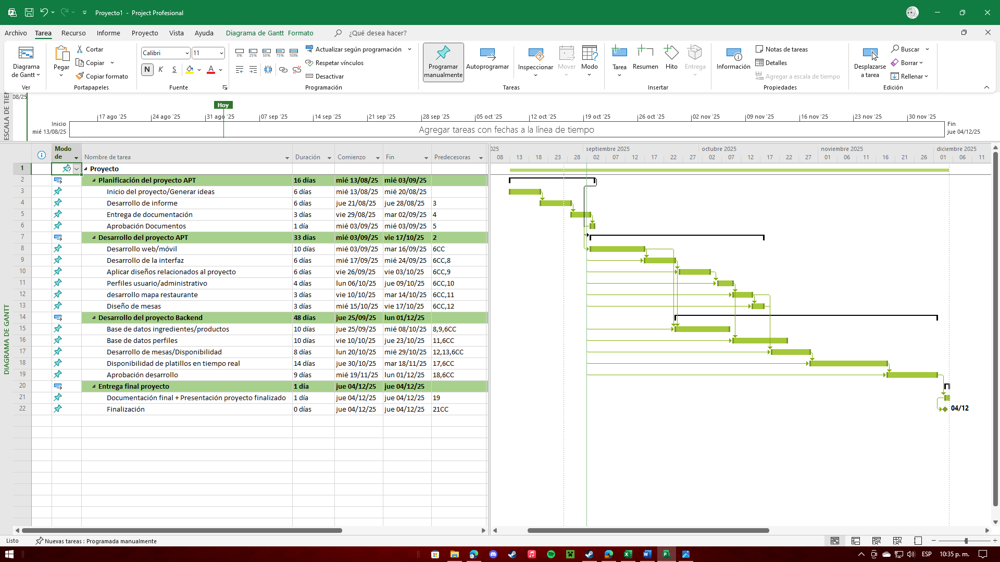 Proyecto1 - Project Profesional
Archivo Tarea Recurso Informe Proyecto Vista Ayuda Diagrama de Gantt Formato ¿Qué desea hacer?
Diagrama de Gantt
Ver
Pegar
Cortar
Copiar
Copiar formato
Portapapeles
Calibri 11
N K S A
Fuente
0% 25% 50% 75% 100%
Actualizar según programación
Respetar vínculos
Desactivar
Programación
Programar manualmente
Autoprogramar
Inspeccionar
Mover
Modo
Tareas
Tarea
Resumen
Hito
Entrega
Insertar
Información
Notas de tareas
Detalles
Agregar a escala de tiempo
Propiedades
Desplazarse a tarea
Buscar
Borrar
Rellenar
Edición
08/25
Hoy
17 ago '25 24 ago '25 31 ago '25 07 sep '25 14 sep '25 21 sep '25 28 sep '25 05 oct '25 12 oct '25 19 oct '25 26 oct '25 02 nov '25 09 nov '25 16 nov '25 23 nov '25 30 nov '25
Inicio
mié 13/08/25
Agregar tareas con fechas a la línea de tiempo
Fin
jue 04/12/25
ESCALA DE TIEM
DIAGRAMA DE GANTT
Modo de Nombre de tarea Duración Comienzo Fin Predecesoras
025 septiembre 2025 octubre 2025 noviembre 2025 diciembre 2025
08 13 18 23 28 02 07 12 17 22 27 02 07 12 17 22 27 01 06 11 16 21 26 01 06 11
1 Proyecto
2 Planificación del proyecto APT 16 días mié 13/08/25 mié 03/09/25
3 Inicio del proyecto/Generar ideas 6 días mié 13/08/25 mié 20/08/25
4 Desarrollo de informe 6 días jue 21/08/25 jue 28/08/25 3
5 Entrega de documentación 3 días vie 29/08/25 mar 02/09/25 4
6 Aprobación Documentos 1 día mié 03/09/25 mié 03/09/25 5
7 Desarrollo del proyecto APT 33 días mié 03/09/25 vie 17/10/25 2
8 Desarrollo web/móvil 10 días mié 03/09/25 mar 16/09/25 6CC
9 Desarrollo de la interfaz 6 días mié 17/09/25 mié 24/09/25 6CC,8
10 Aplicar diseños relacionados al proyecto 6 días vie 26/09/25 vie 03/10/25 6CC,9
11 Perfiles usuario/administrativo 4 días lun 06/10/25 jue 09/10/25 6CC,10
12 desarrollo mapa restaurante 3 días vie 10/10/25 mar 14/10/25 6CC,11
13 Diseño de mesas 3 días mié 15/10/25 vie 17/10/25 6CC,12
14 Desarrollo del proyecto Backend 48 días jue 25/09/25 lun 01/12/25
15 Base de datos ingredientes/productos 10 días jue 25/09/25 mié 08/10/25 8,9,6CC
16 Base de datos perfiles 10 días vie 10/10/25 jue 23/10/25 11,6CC
17 Desarrollo de mesas/Disponibilidad 8 días lun 20/10/25 mié 29/10/25 12,13,6CC
18 Disponibilidad de platillos en tiempo real 14 días jue 30/10/25 mar 18/11/25 17,6CC
19 Aprobación desarrollo 9 días mié 19/11/25 lun 01/12/25 18,6CC
20 Entrega final proyecto 1 día jue 04/12/25 jue 04/12/25
21 Documentación final + Presentación proyecto finalizado 1 día jue 04/12/25 jue 04/12/25 19
22 Finalización 0 días jue 04/12/25 jue 04/12/25 21CC
04/12
Listo Nuevas tareas : Programada manualmente
ESP 10:35 p. m.